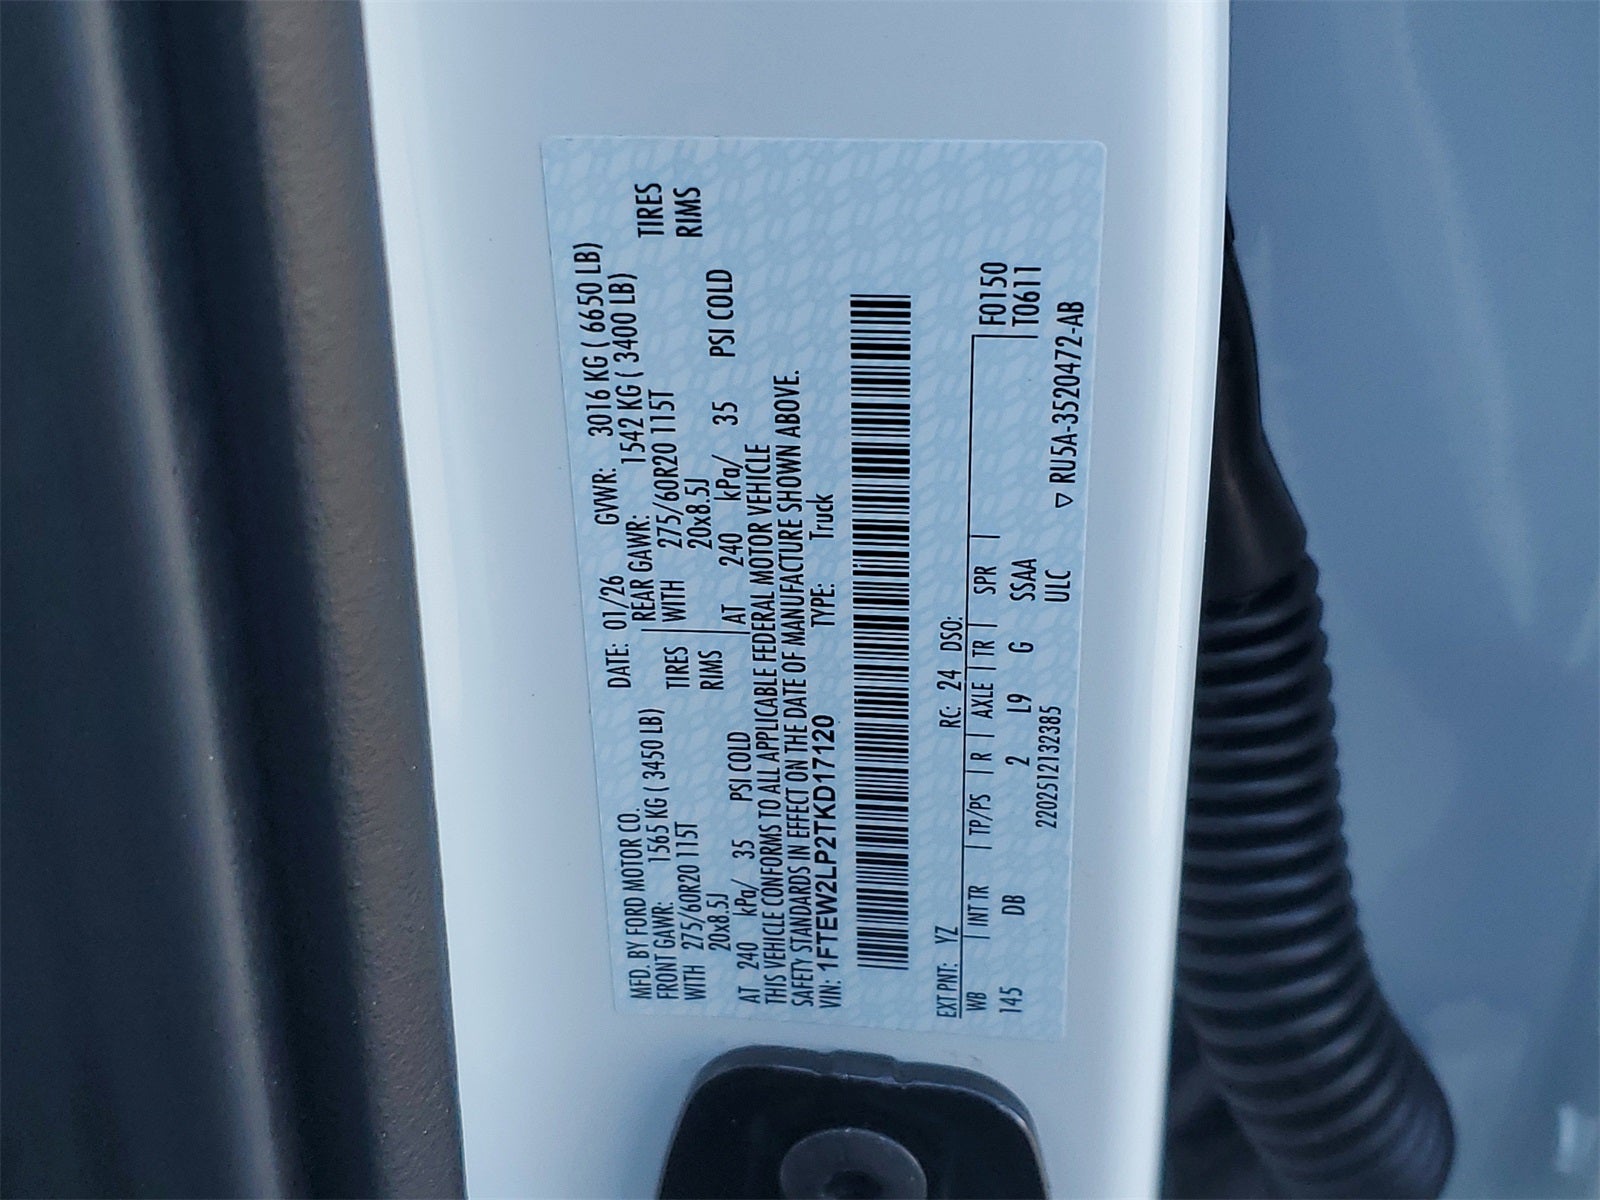 MFD. BY FORD MOTOR CO. DATE: 01/26 GVWR: 3016 KG ( 6650 LB)
FRONT GAWR: 1565 KG ( 3450 LB) REAR GAWR: 1542 KG ( 3400 LB)
WITH 275/60R20 115T TIRES WITH 275/60R20 115T TIRES
20x8.5J RIMS 20x8.5J RIMS
AT 240 kPa/ 35 PSI COLD AT 240 kPa/ 35 PSI COLD
THIS VEHICLE CONFORMS TO ALL APPLICABLE FEDERAL MOTOR VEHICLE
SAFETY STANDARDS IN EFFECT ON THE DATE OF MANUFACTURE SHOWN ABOVE.
VIN: 1FTEW2LP2TKD17120 TYPE: Truck
EXT PNT: YZ RC: 24 DSO:
WB | INT TR | TP/PS | R | AXLE | TR | SPR | F0150
145 DB 2 L9 G SSAA T0611
2202512132385 ULC ▽ RU5A-3520472-AB